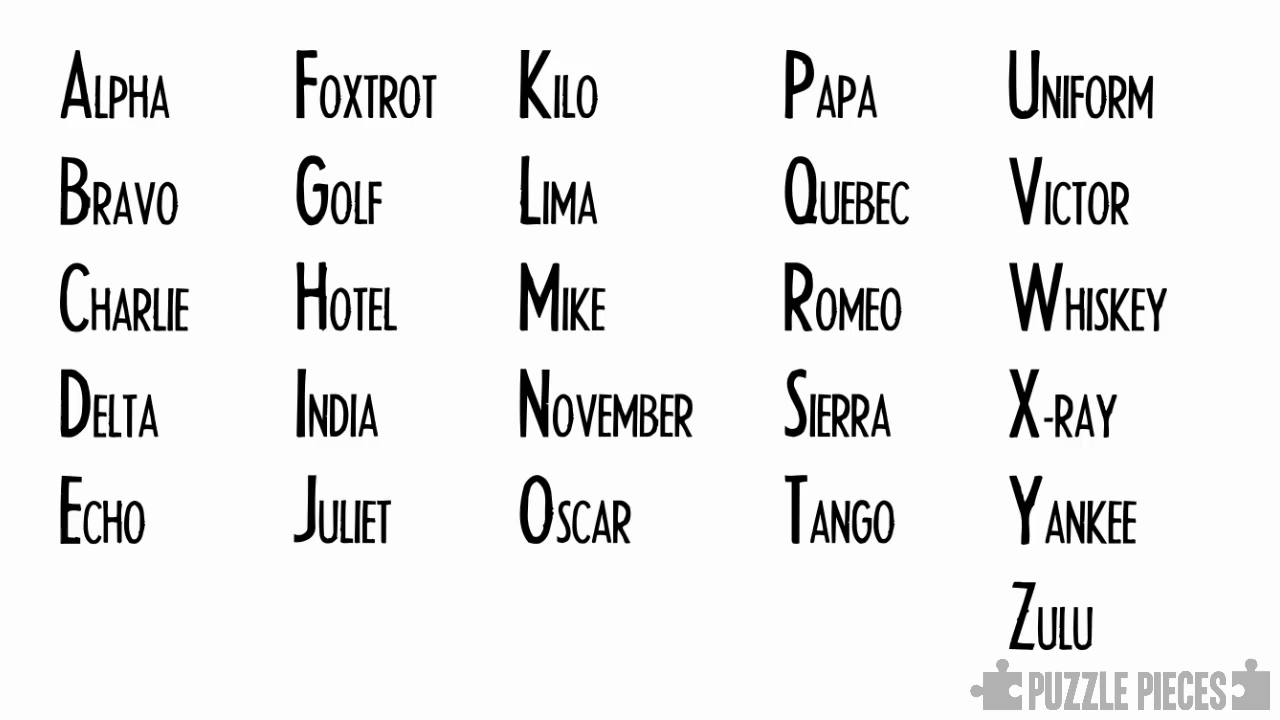 Alpha
Bravo
Charlie
Delta
Echo
Foxtrot
Golf
Hotel
India
Juliet
Kilo
Lima
Mike
November
Oscar
Papa
Quebec
Romeo
Sierra
Tango
Uniform
Victor
Whiskey
X-ray
Yankee
Zulu
PUZZLE PIECES